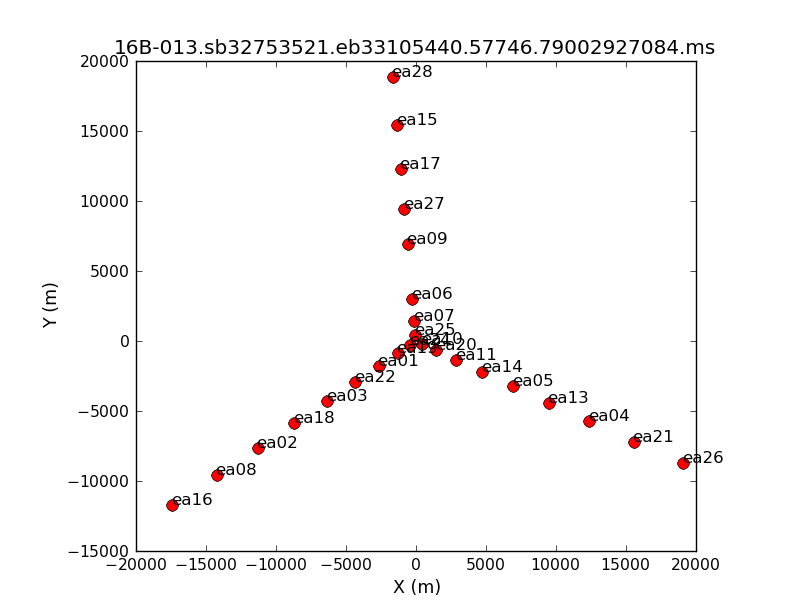 16B-013.sb32753521.eb33105440.57746.79002927084.ms
20000
15000
10000
5000
0
−5000
−10000
−15000
Y (m)
ea28
ea15
ea17
ea27
ea09
ea06
ea07
ea25
ea10
ea20
ea11
ea14
ea05
ea13
ea04
ea21
ea26
ea01
ea22
ea03
ea18
ea02
ea08
ea16
−20000 −15000 −10000 −5000 0 5000 10000 15000 20000
X (m)